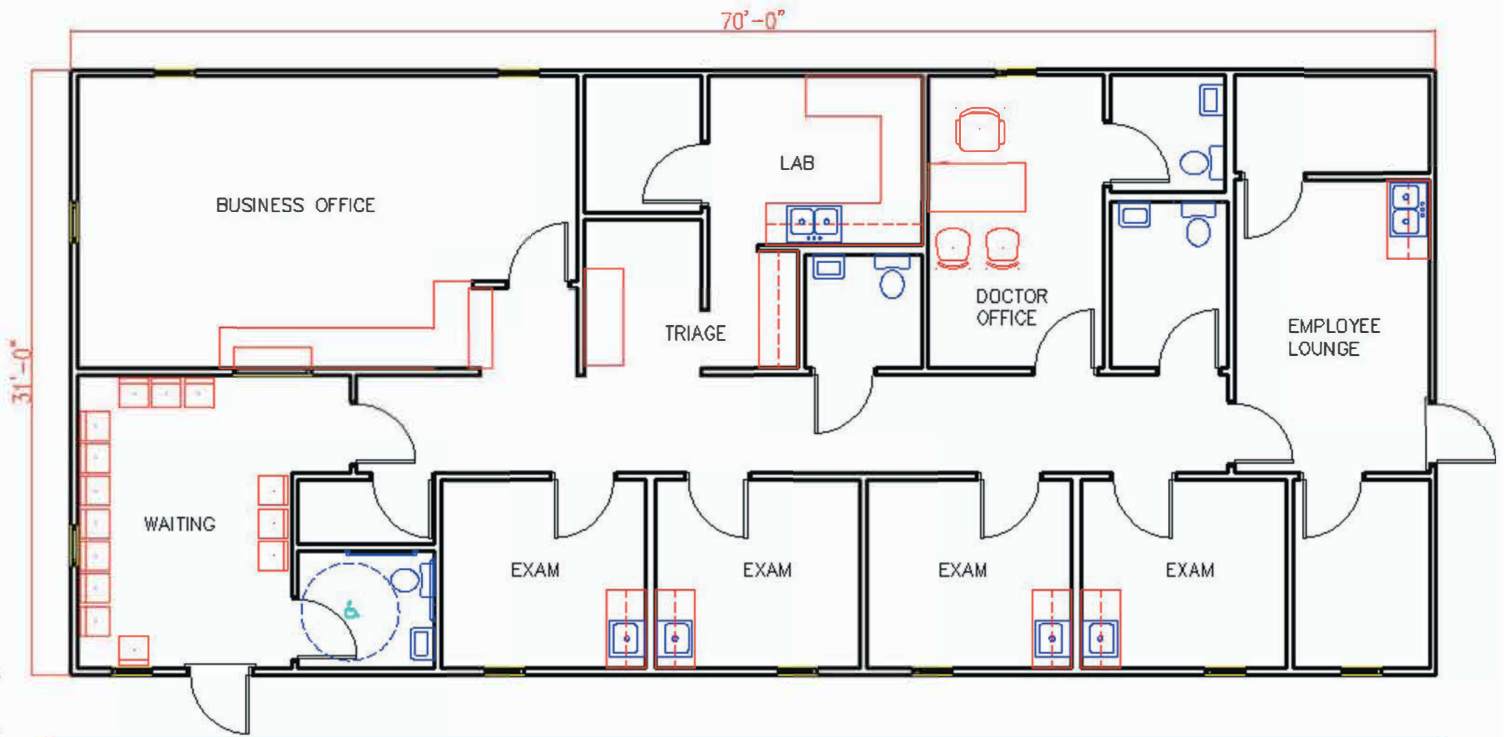 70'-0"
LAB
BUSINESS OFFICE
DOCTOR
OFFICE
TRIAGE
EMPLOYEE
LOUNGE
31'-0"
WAITING
EXAM
EXAM
EXAM
EXAM